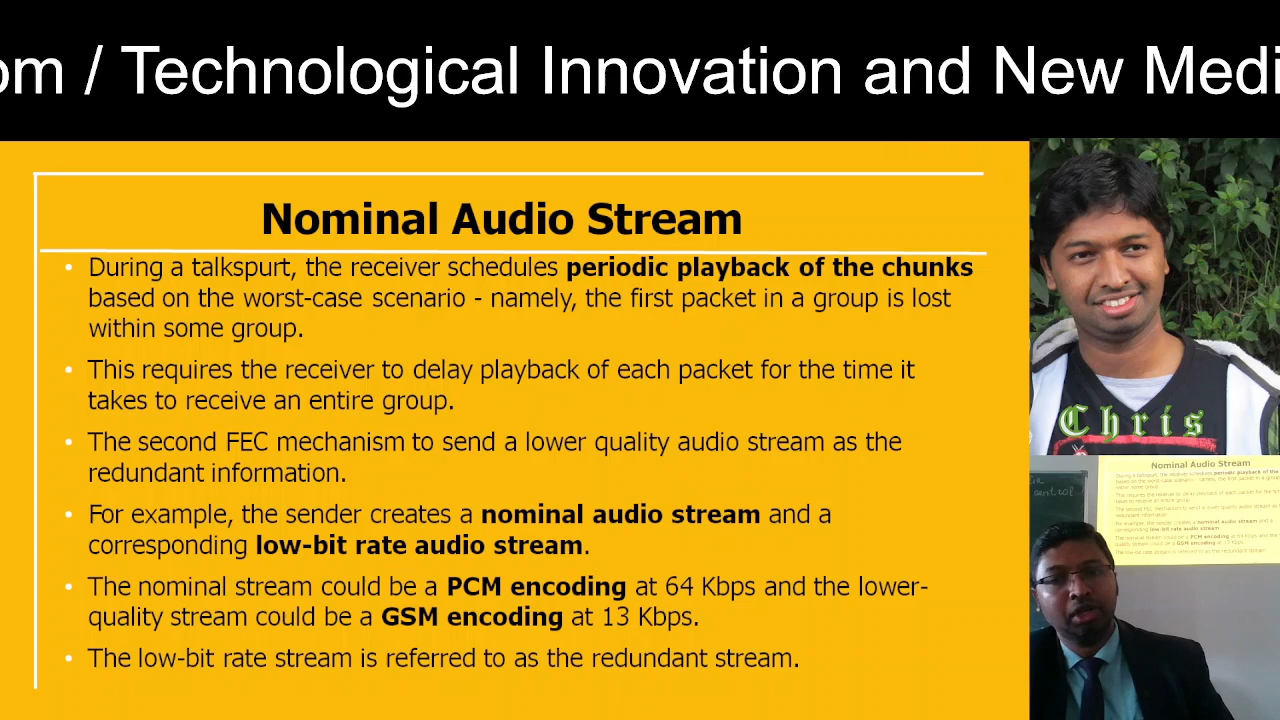 om / Technological Innovation and New Medi
Nominal Audio Stream
• During a talkspurt, the receiver schedules periodic playback of the chunks
based on the worst-case scenario - namely, the first packet in a group is lost
within some group.
• This requires the receiver to delay playback of each packet for the time it
takes to receive an entire group.
• The second FEC mechanism to send a lower quality audio stream as the
redundant information.
• For example, the sender creates a nominal audio stream and a
corresponding low-bit rate audio stream.
• The nominal stream could be a PCM encoding at 64 Kbps and the lower-
quality stream could be a GSM encoding at 13 Kbps.
• The low-bit rate stream is referred to as the redundant stream.
Chris
Nominal Audio Stream